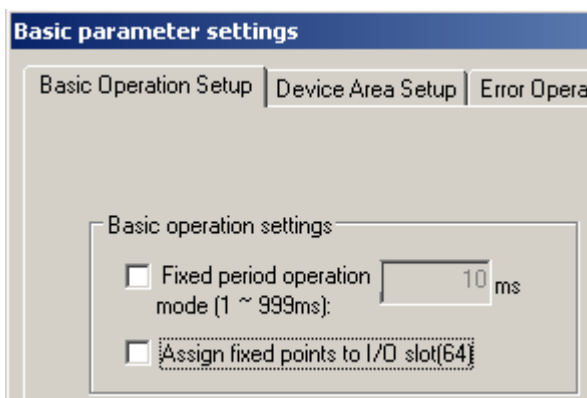 Basic parameter settings
Basic Operation Setup Device Area Setup Error Opera
Basic operation settings
Fixed period operation 10 ms
mode (1 ~ 999ms):
Assign fixed points to I/O slot(64)